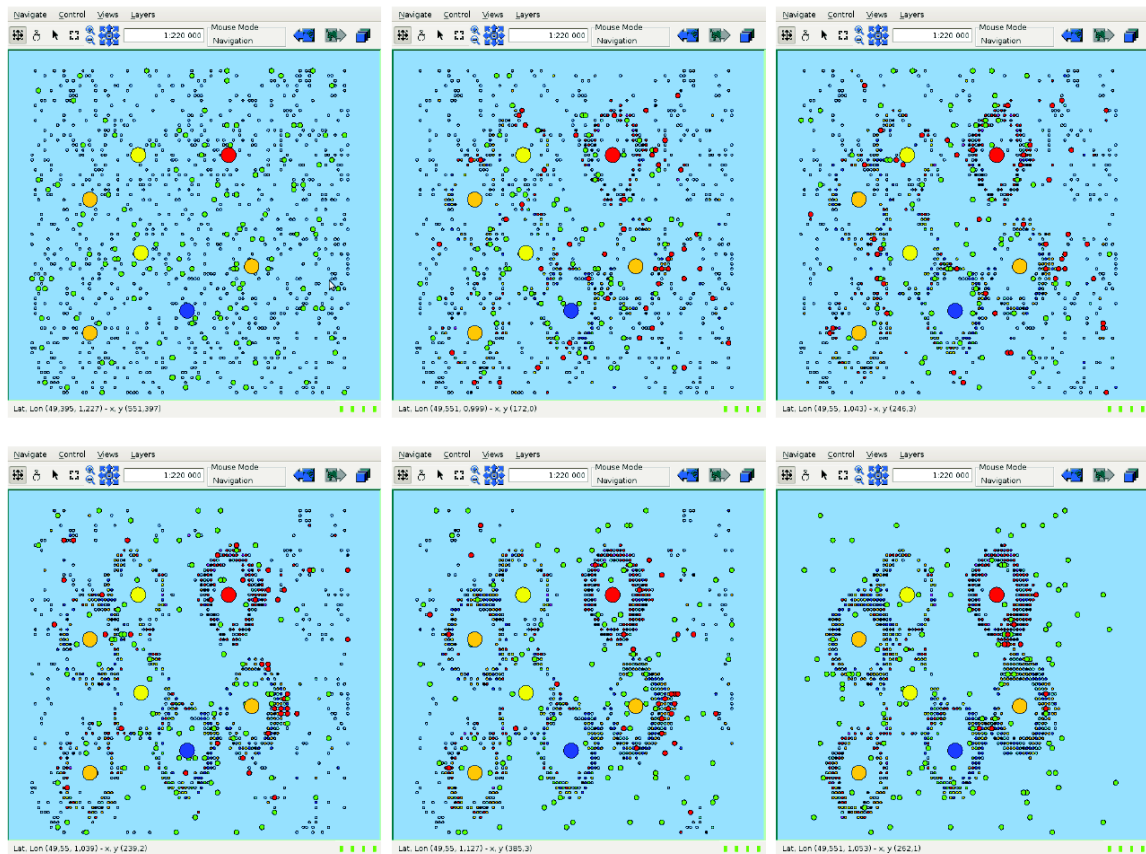 Navigate Control Views Layers
1:220 000
Mouse Mode
Navigation
Lat, Lon (49,395, 1,227) - x, y (551,397)
Navigate Control Views Layers
1:220 000
Mouse Mode
Navigation
Lat, Lon (49,551, 0,999) - x, y (172,0)
Navigate Control Views Layers
1:220 000
Mouse Mode
Navigation
Lat, Lon (49,55, 1,043) - x, y (246,3)
Navigate Control Views Layers
1:220 000
Mouse Mode
Navigation
Lat, Lon (49,55, 1,039) - x, y (239,2)
Navigate Control Views Layers
1:220 000
Mouse Mode
Navigation
Lat, Lon (49,55, 1,127) - x, y (385,3)
Navigate Control Views Layers
1:220 000
Mouse Mode
Navigation
Lat, Lon (49,551, 1,053) - x, y (262,1)